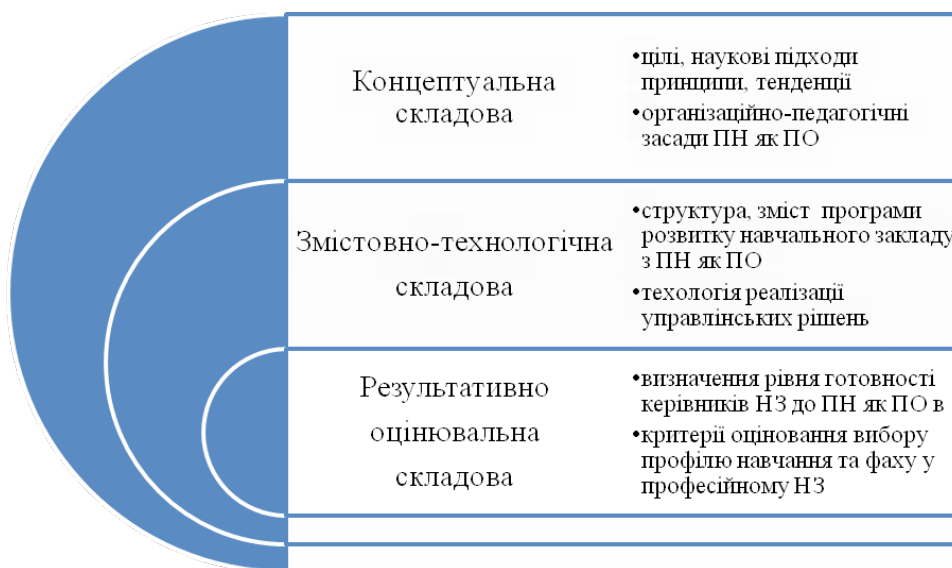 Концептуальна
складова
•цілі, наукові підходи
принципи, тенденції
•організаційно-педагогічні
засади ПН як ПО
Змістовно-технологічна
складова
•структура, зміст програми
розвитку навчального закладу
з ПН як ПО
•техологія реалізації
управлінських рішень
Результативно
оцінювальна
складова
•визначення рівня готовності
керівників НЗ до ПН як ПО в
•критерії оціновання вибору
профілю навчання та фаху у
професійному НЗ